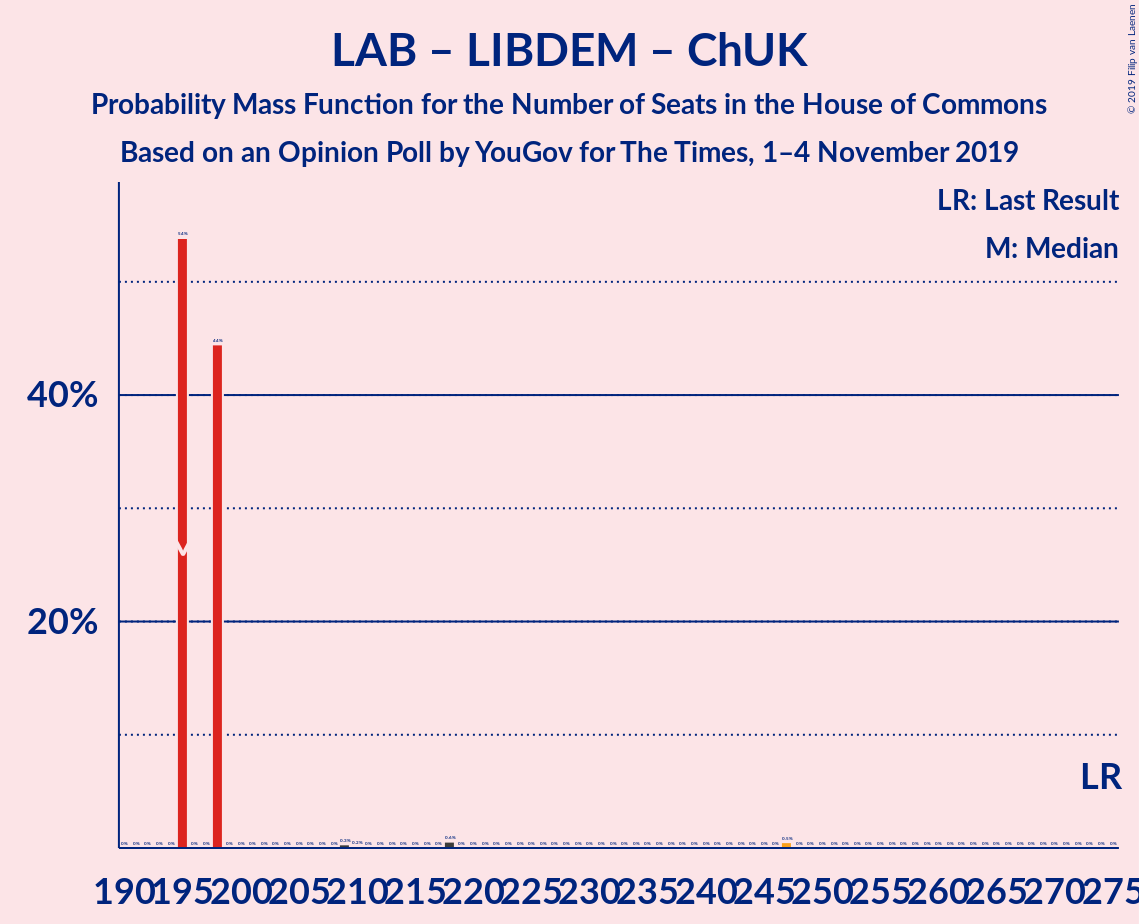 LAB – LIBDEM – ChUK
Probability Mass Function for the Number of Seats in the House of Commons
Based on an Opinion Poll by YouGov for The Times, 1–4 November 2019
© 2019 Filip van Laenen
LR: Last Result
M: Median
54%
44%
40%
M
20%
LR
190 195 200 205 210 215 220 225 230 235 240 245 250 255 260 265 270 275